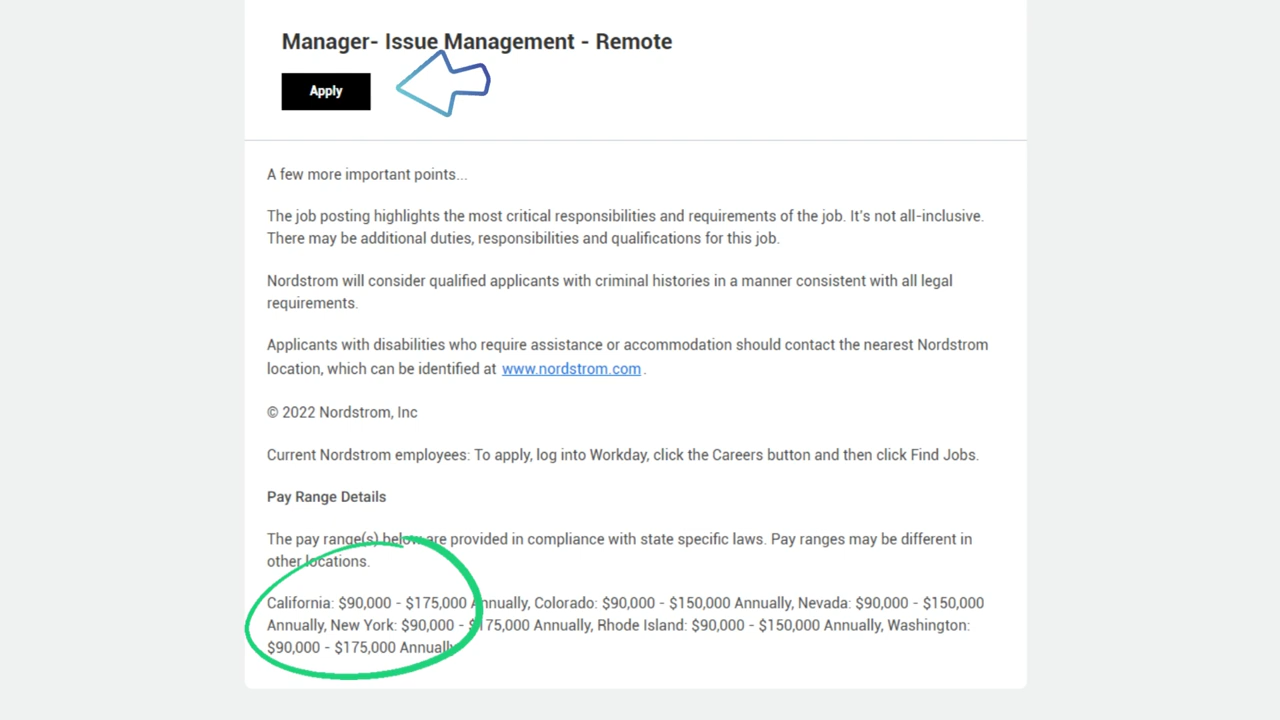 Manager- Issue Management - Remote
Apply
A few more important points...
The job posting highlights the most critical responsibilities and requirements of the job. It's not all-inclusive.
There may be additional duties, responsibilities and qualifications for this job.
Nordstrom will consider qualified applicants with criminal histories in a manner consistent with all legal
requirements.
Applicants with disabilities who require assistance or accommodation should contact the nearest Nordstrom
location, which can be identified at www.nordstrom.com.
© 2022 Nordstrom, Inc
Current Nordstrom employees: To apply, log into Workday, click the Careers button and then click Find Jobs.
Pay Range Details
The pay range(s) below are provided in compliance with state specific laws. Pay ranges may be different in
other locations.
California: $90,000 - $175,000 Annually, Colorado: $90,000 - $150,000 Annually, Nevada: $90,000 - $150,000
Annually, New York: $90,000 - $175,000 Annually, Rhode Island: $90,000 - $150,000 Annually, Washington:
$90,000 - $175,000 Annually